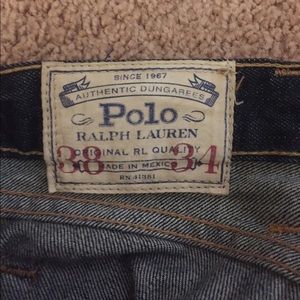 SINCE 1967
AUTHENTIC DUNGAREES
Polo
RALPH LAUREN
ORIGINAL RL QUALITY
38 34
MADE IN MEXICO
RN 41381